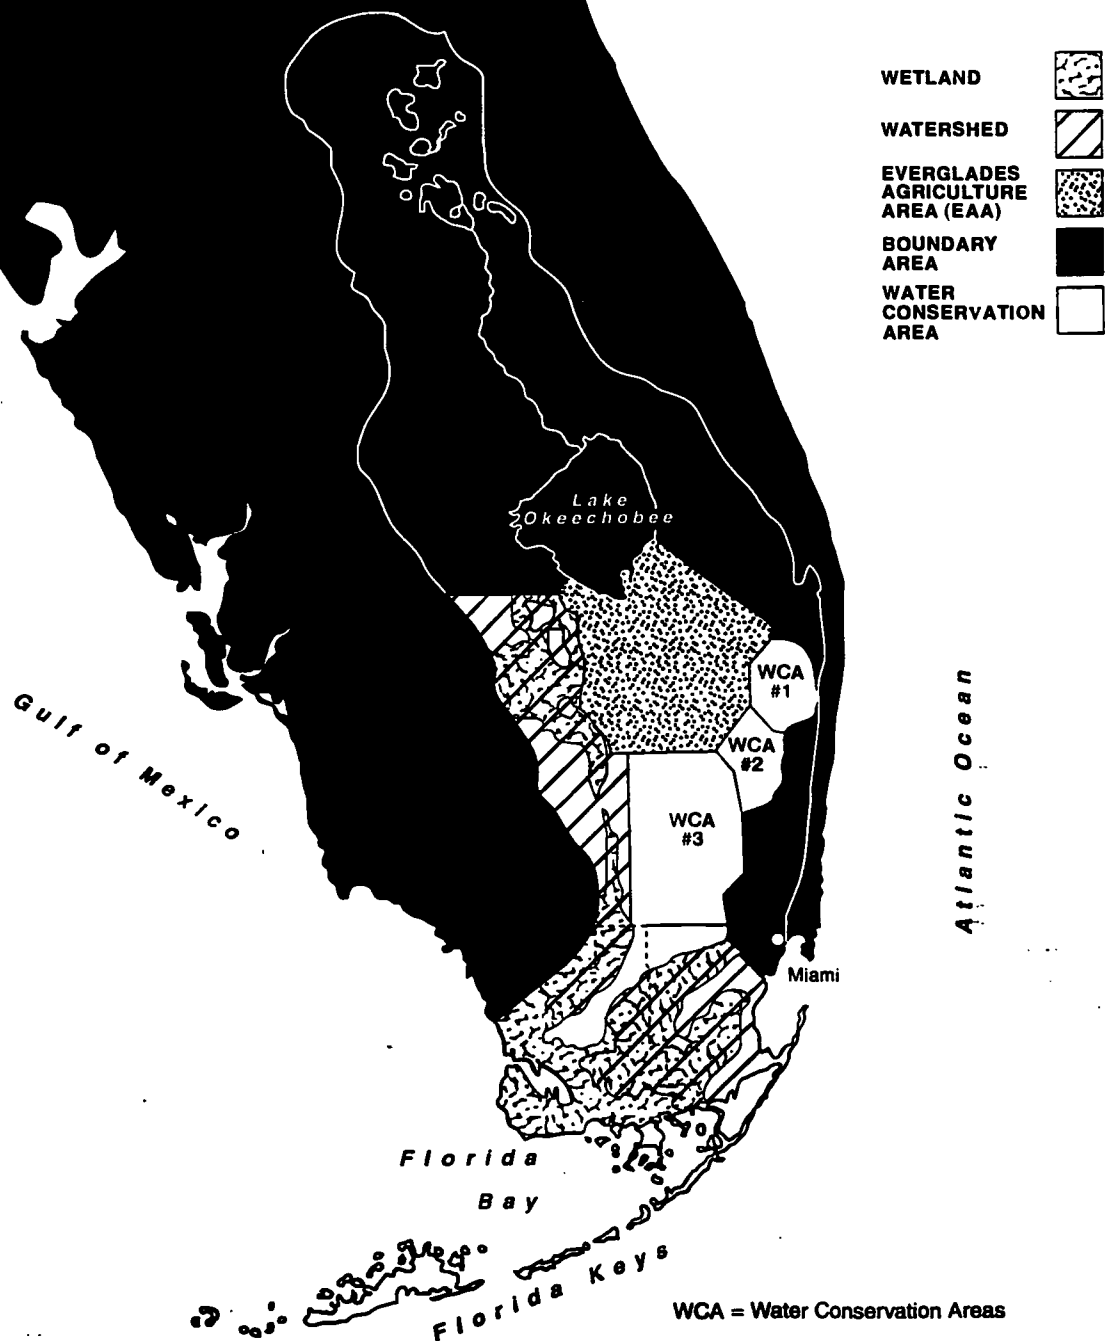 WETLAND
WATERSHED
EVERGLADES
AGRICULTURE
AREA (EAA)
BOUNDARY
AREA
WATER
CONSERVATION
AREA
Lake
Okeechobee
WCA
#1
WCA
#2
WCA
#3
Gulf of Mexico
Atlantic Ocean
Miami
Florida
Bay
Florida Keys
WCA = Water Conservation Areas